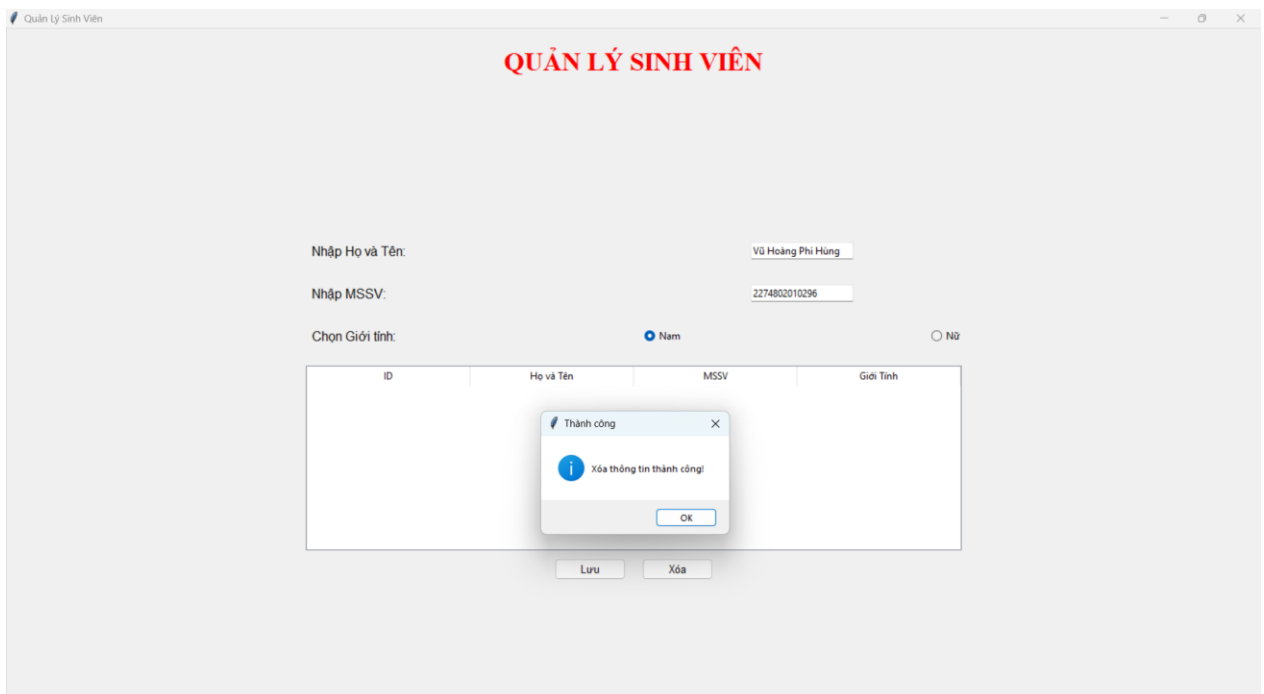 Quản Lý Sinh Viên
QUẢN LÝ SINH VIÊN
Nhập Họ và Tên: Vũ Hoàng Phi Hùng
Nhập MSSV: 2274802010296
Chọn Giới tính: Nam Nữ
ID Họ và Tên MSSV Giới Tính
Thành công
Xóa thông tin thành công!
OK
Lưu Xóa